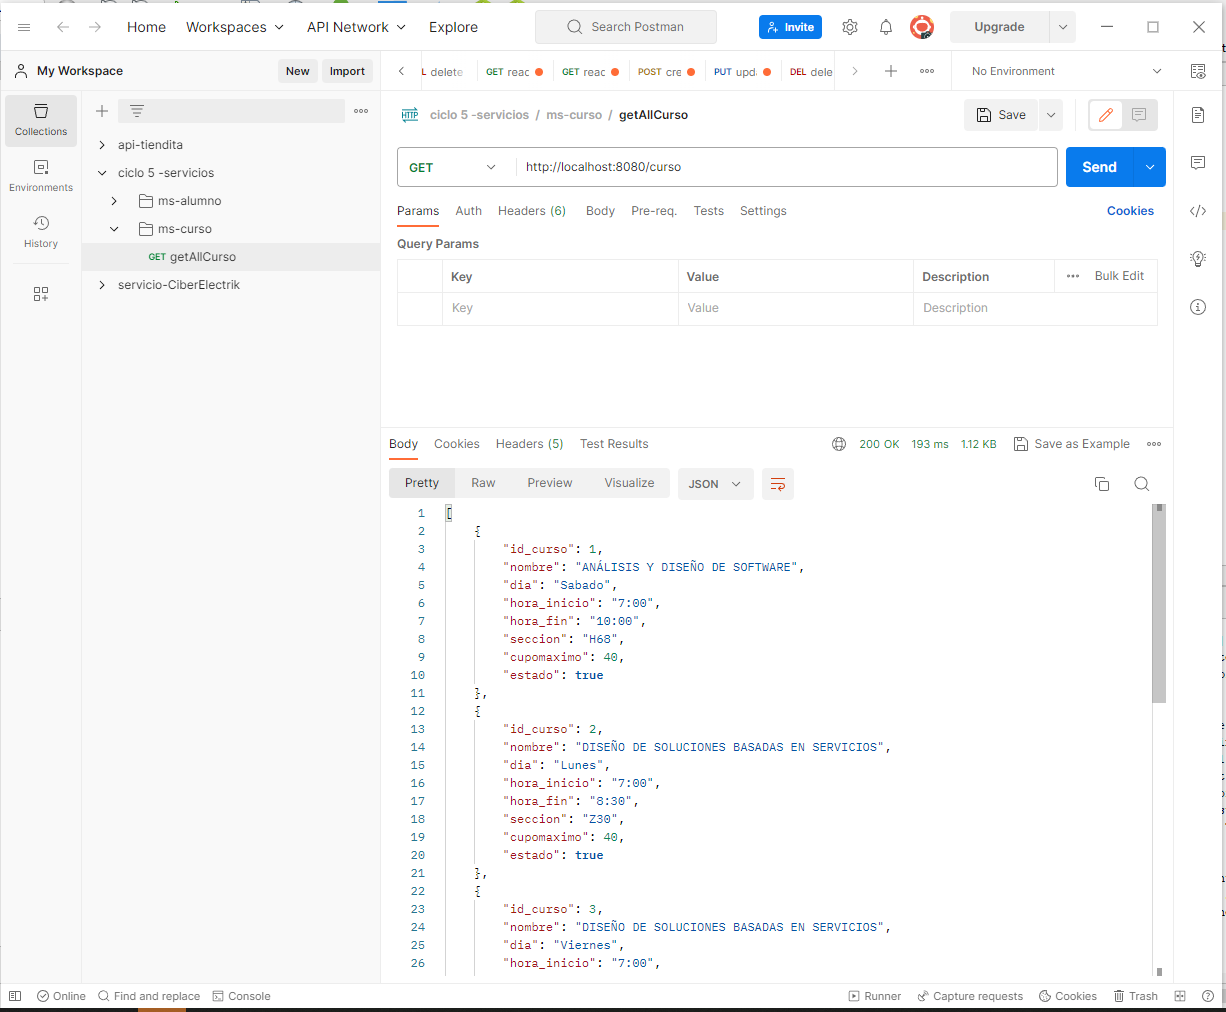 Home Workspaces API Network Explore Search Postman Invite Upgrade
My Workspace New Import L delete GET reac GET reac POST cre PUT upd DEL dele No Environment
Collections
Environments
History
api-tiendita
ciclo 5 -servicios
ms-alumno
ms-curso
GET getAllCurso
servicio-CiberElectrik
HTTP ciclo 5 -servicios / ms-curso / getAllCurso Save
GET http://localhost:8080/curso Send
Params Auth Headers (6) Body Pre-req. Tests Settings Cookies
Query Params
Key Value Description Bulk Edit
Key Value Description
Body Cookies Headers (5) Test Results 200 OK 193 ms 1.12 KB Save as Example
Pretty Raw Preview Visualize JSON
1 [
2 {
3 "id_curso": 1,
4 "nombre": "ANÁLISIS Y DISEÑO DE SOFTWARE",
5 "dia": "Sabado",
6 "hora_inicio": "7:00",
7 "hora_fin": "10:00",
8 "seccion": "H68",
9 "cupomaximo": 40,
10 "estado": true
11 },
12 {
13 "id_curso": 2,
14 "nombre": "DISEÑO DE SOLUCIONES BASADAS EN SERVICIOS",
15 "dia": "Lunes",
16 "hora_inicio": "7:00",
17 "hora_fin": "8:30",
18 "seccion": "Z30",
19 "cupomaximo": 40,
20 "estado": true
21 },
22 {
23 "id_curso": 3,
24 "nombre": "DISEÑO DE SOLUCIONES BASADAS EN SERVICIOS",
25 "dia": "Viernes",
26 "hora_inicio": "7:00",
Online Find and replace Console Runner Capture requests Cookies Trash